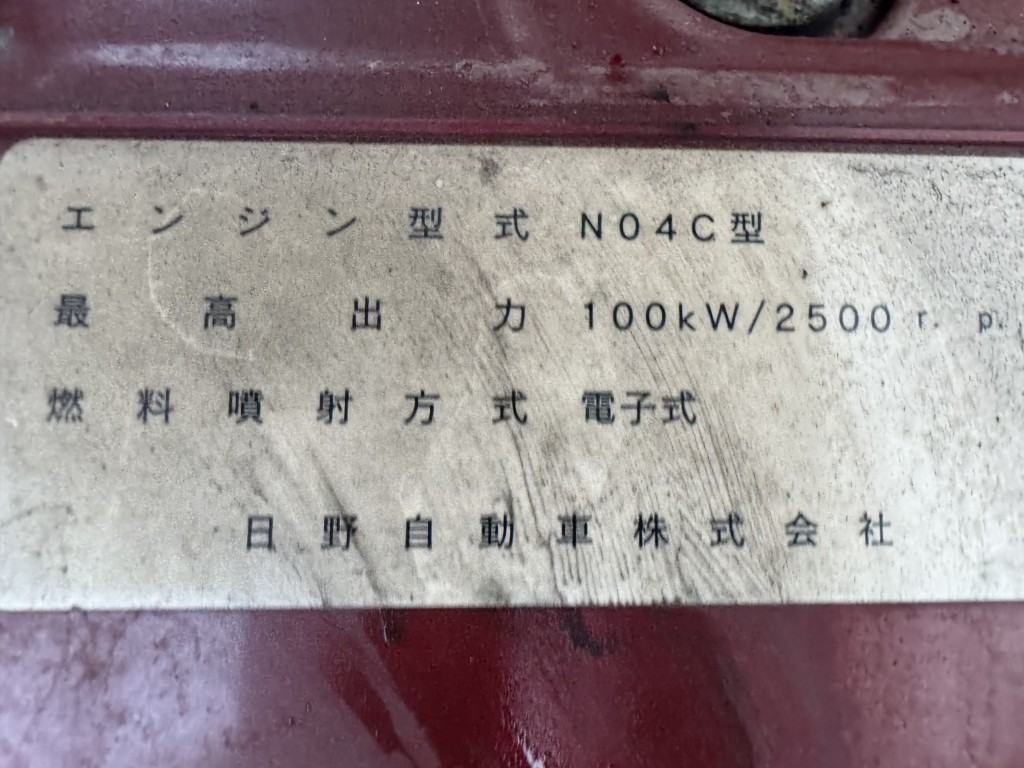 エンジン型式 N04C型
最高出力 100kW/2500r.p.
燃料噴射方式 電子式
日野自動車株式会社